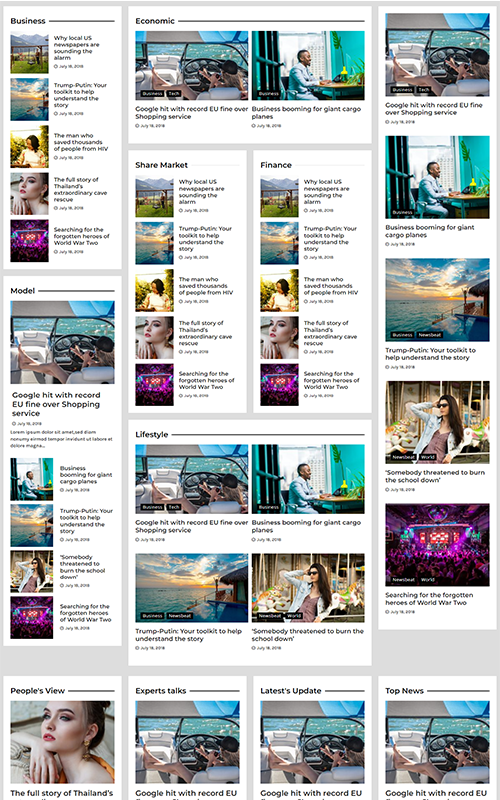 Business
Why local US
newspapers are
sounding the
alarm
July 18, 2018
Trump-Putin: Your
toolkit to help
understand the
story
July 18, 2018
The man who
saved thousands
of people from HIV
July 18, 2018
The full story of
Thailand's
extraordinary cave
rescue
July 18, 2018
Searching for the
forgotten heroes of
World War Two
July 18, 2018
Model
Google hit with record
EU fine over Shopping
service
July 18, 2018
Lorem ipsum dolor sit amet,sed diam
nonumy eirmod tempor invidunt ut labore et
dolore magna...
Business
booming for giant
cargo planes
July 18, 2018
Trump-Putin: Your
toolkit to help
understand the
story
July 18, 2018
'Somebody
threatened to
burn the school
down'
July 18, 2018
Searching for the
forgotten heroes of
World War Two
July 18, 2018
Economic
Business Tech
Google hit with record EU fine over
Shopping service
July 18, 2018
Business
Business booming for giant cargo
planes
July 18, 2018
Share Market
Why local US
newspapers are
sounding the
alarm
July 18, 2018
Trump-Putin: Your
toolkit to help
understand the
story
July 18, 2018
The man who
saved thousands
of people from HIV
July 18, 2018
The full story of
Thailand's
extraordinary cave
rescue
July 18, 2018
Searching for the
forgotten heroes of
World War Two
July 18, 2018
Finance
Why local US
newspapers are
sounding the
alarm
July 18, 2018
Trump-Putin: Your
toolkit to help
understand the
story
July 18, 2018
The man who
saved thousands
of people from HIV
July 18, 2018
The full story of
Thailand's
extraordinary cave
rescue
July 18, 2018
Searching for the
forgotten heroes of
World War Two
July 18, 2018
Lifestyle
Business Tech
Google hit with record EU fine over
Shopping service
July 18, 2018
Business
Business booming for giant cargo
planes
July 18, 2018
Business Newsbeat
Trump-Putin: Your toolkit to help
understand the story
July 18, 2018
Newsbeat World
'Somebody threatened to burn the
school down'
July 18, 2018
Business Tech
Google hit with record EU fine
over Shopping service
July 18, 2018
Business
Business booming for giant
cargo planes
July 18, 2018
Business Newsbeat
Trump-Putin: Your toolkit to
help understand the story
July 18, 2018
Newsbeat World
'Somebody threatened to burn
the school down'
July 18, 2018
Newsbeat World
Searching for the forgotten
heroes of World War Two
July 18, 2018
People's View
The full story of Thailand's
Experts talks
Google hit with record EU
Latest's Update
Google hit with record EU
Top News
Google hit with record EU